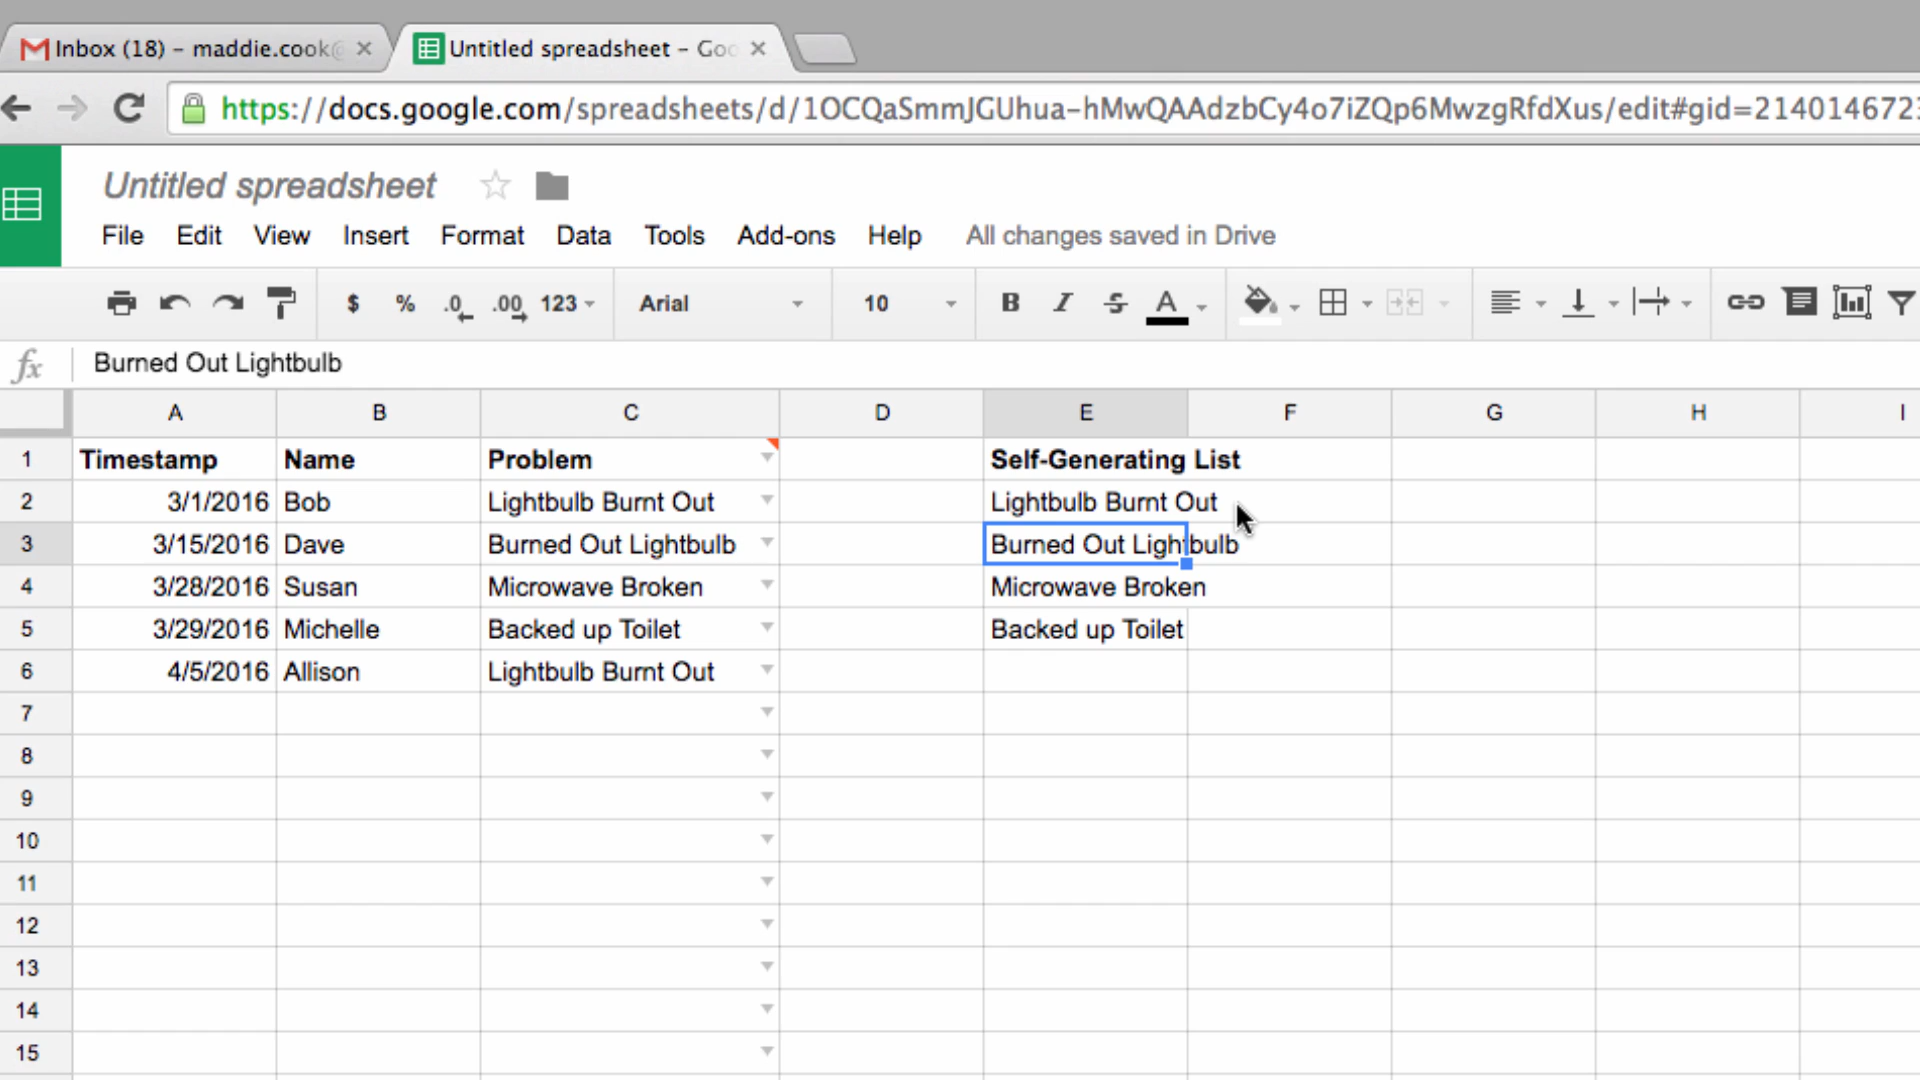 Inbox (18) – maddie.cook@
Untitled spreadsheet – Goo
https://docs.google.com/spreadsheets/d/1OCQaSmmJGUhua-hMwQAAdzbCy4o7iZQp6MwzgRfdXus/edit#gid=214014672
Untitled spreadsheet
File Edit View Insert Format Data Tools Add-ons Help All changes saved in Drive
$ % .0 .00 123 Arial 10 B I S A
fx Burned Out Lightbulb
A B C D E F G H I
1 Timestamp Name Problem Self-Generating List
2 3/1/2016 Bob Lightbulb Burnt Out Lightbulb Burnt Out
3 3/15/2016 Dave Burned Out Lightbulb Burned Out Lightbulb
4 3/28/2016 Susan Microwave Broken Microwave Broken
5 3/29/2016 Michelle Backed up Toilet Backed up Toilet
6 4/5/2016 Allison Lightbulb Burnt Out
7
8
9
10
11
12
13
14
15